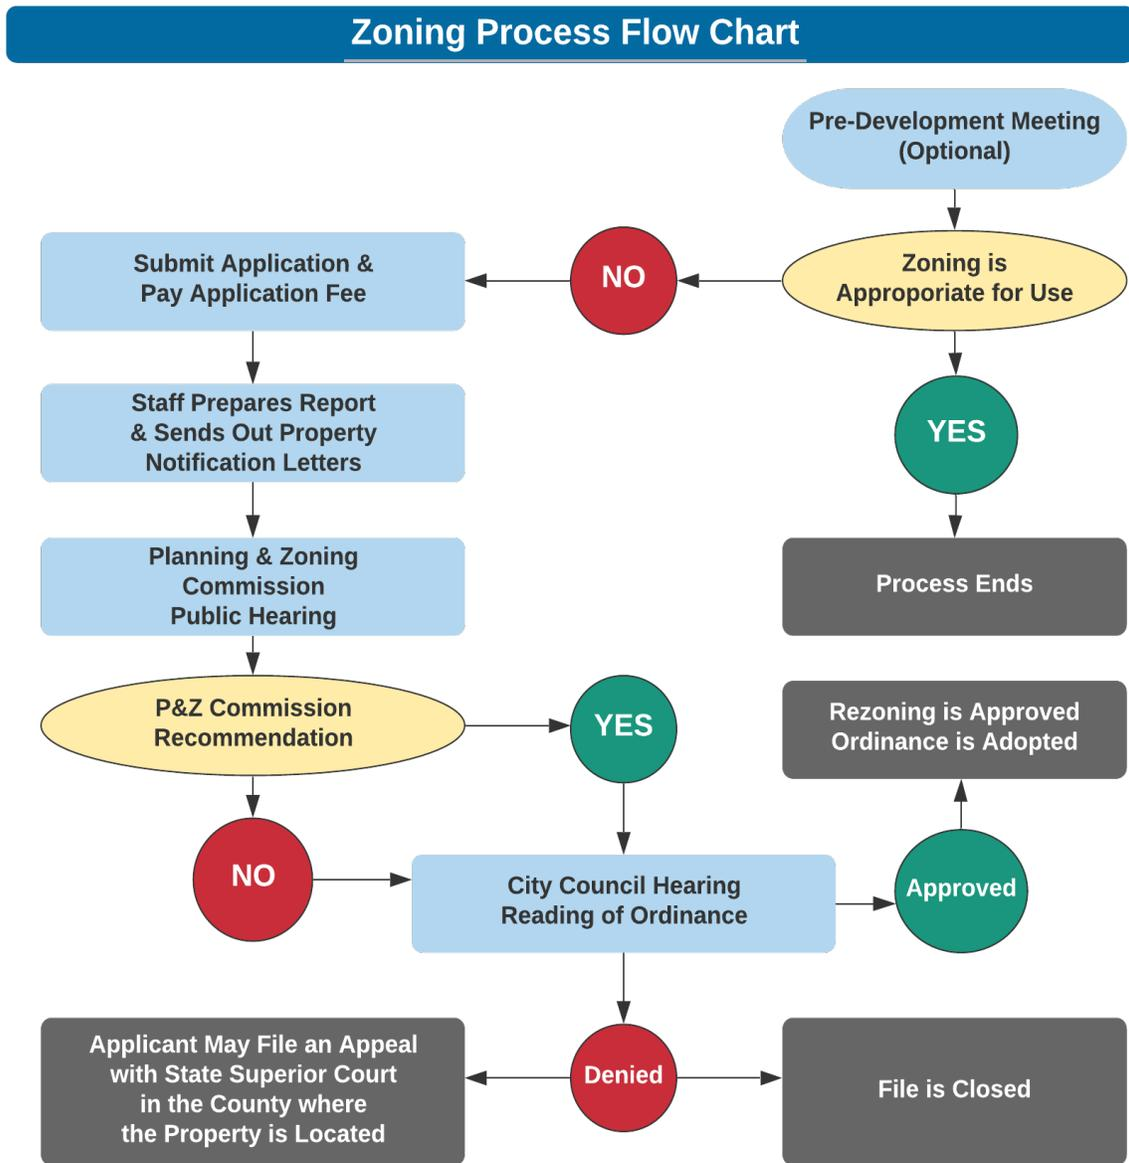 Zoning Process Flow Chart
Pre-Development Meeting
(Optional)
Zoning is
Approporiate for Use
NO
Submit Application &
Pay Application Fee
YES
Process Ends
Staff Prepares Report
& Sends Out Property
Notification Letters
Planning & Zoning
Commission
Public Hearing
P&Z Commission
Recommendation
YES
NO
City Council Hearing
Reading of Ordinance
Approved
Rezoning is Approved
Ordinance is Adopted
Denied
Applicant May File an Appeal
with State Superior Court
in the County where
the Property is Located
File is Closed